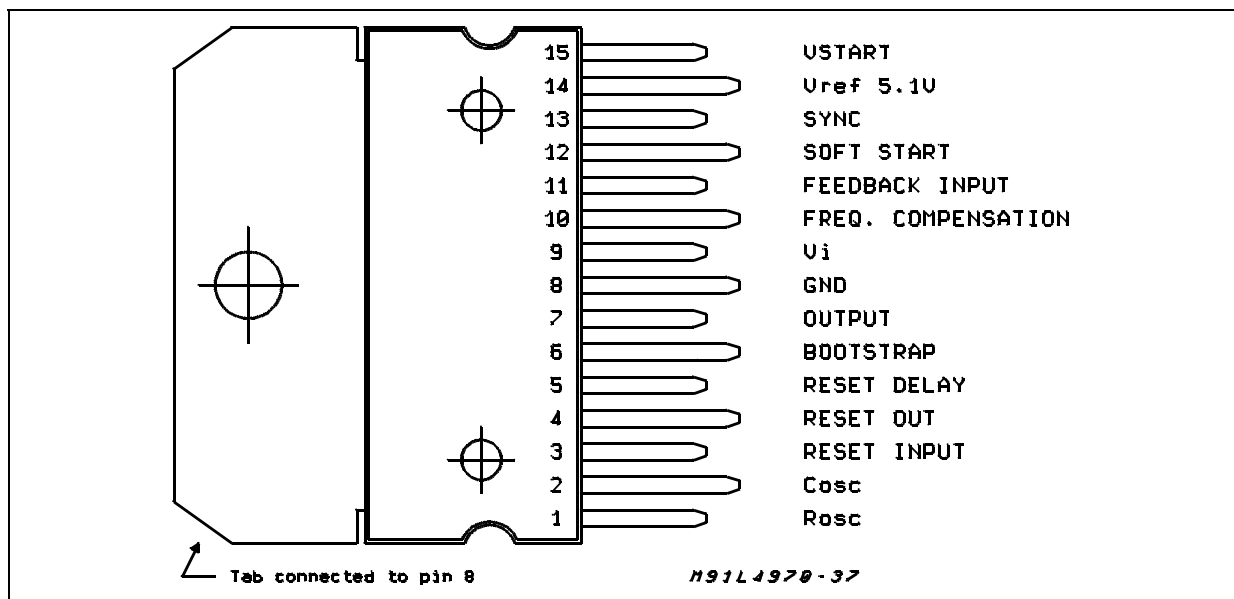 15 VSTART
14 Vref 5.1V
13 SYNC
12 SOFT START
11 FEEDBACK INPUT
10 FREQ. COMPENSATION
9 Vi
8 GND
7 OUTPUT
6 BOOTSTRAP
5 RESET DELAY
4 RESET OUT
3 RESET INPUT
2 Cosc
1 Rosc
Tab connected to pin 8
M91L4970-37